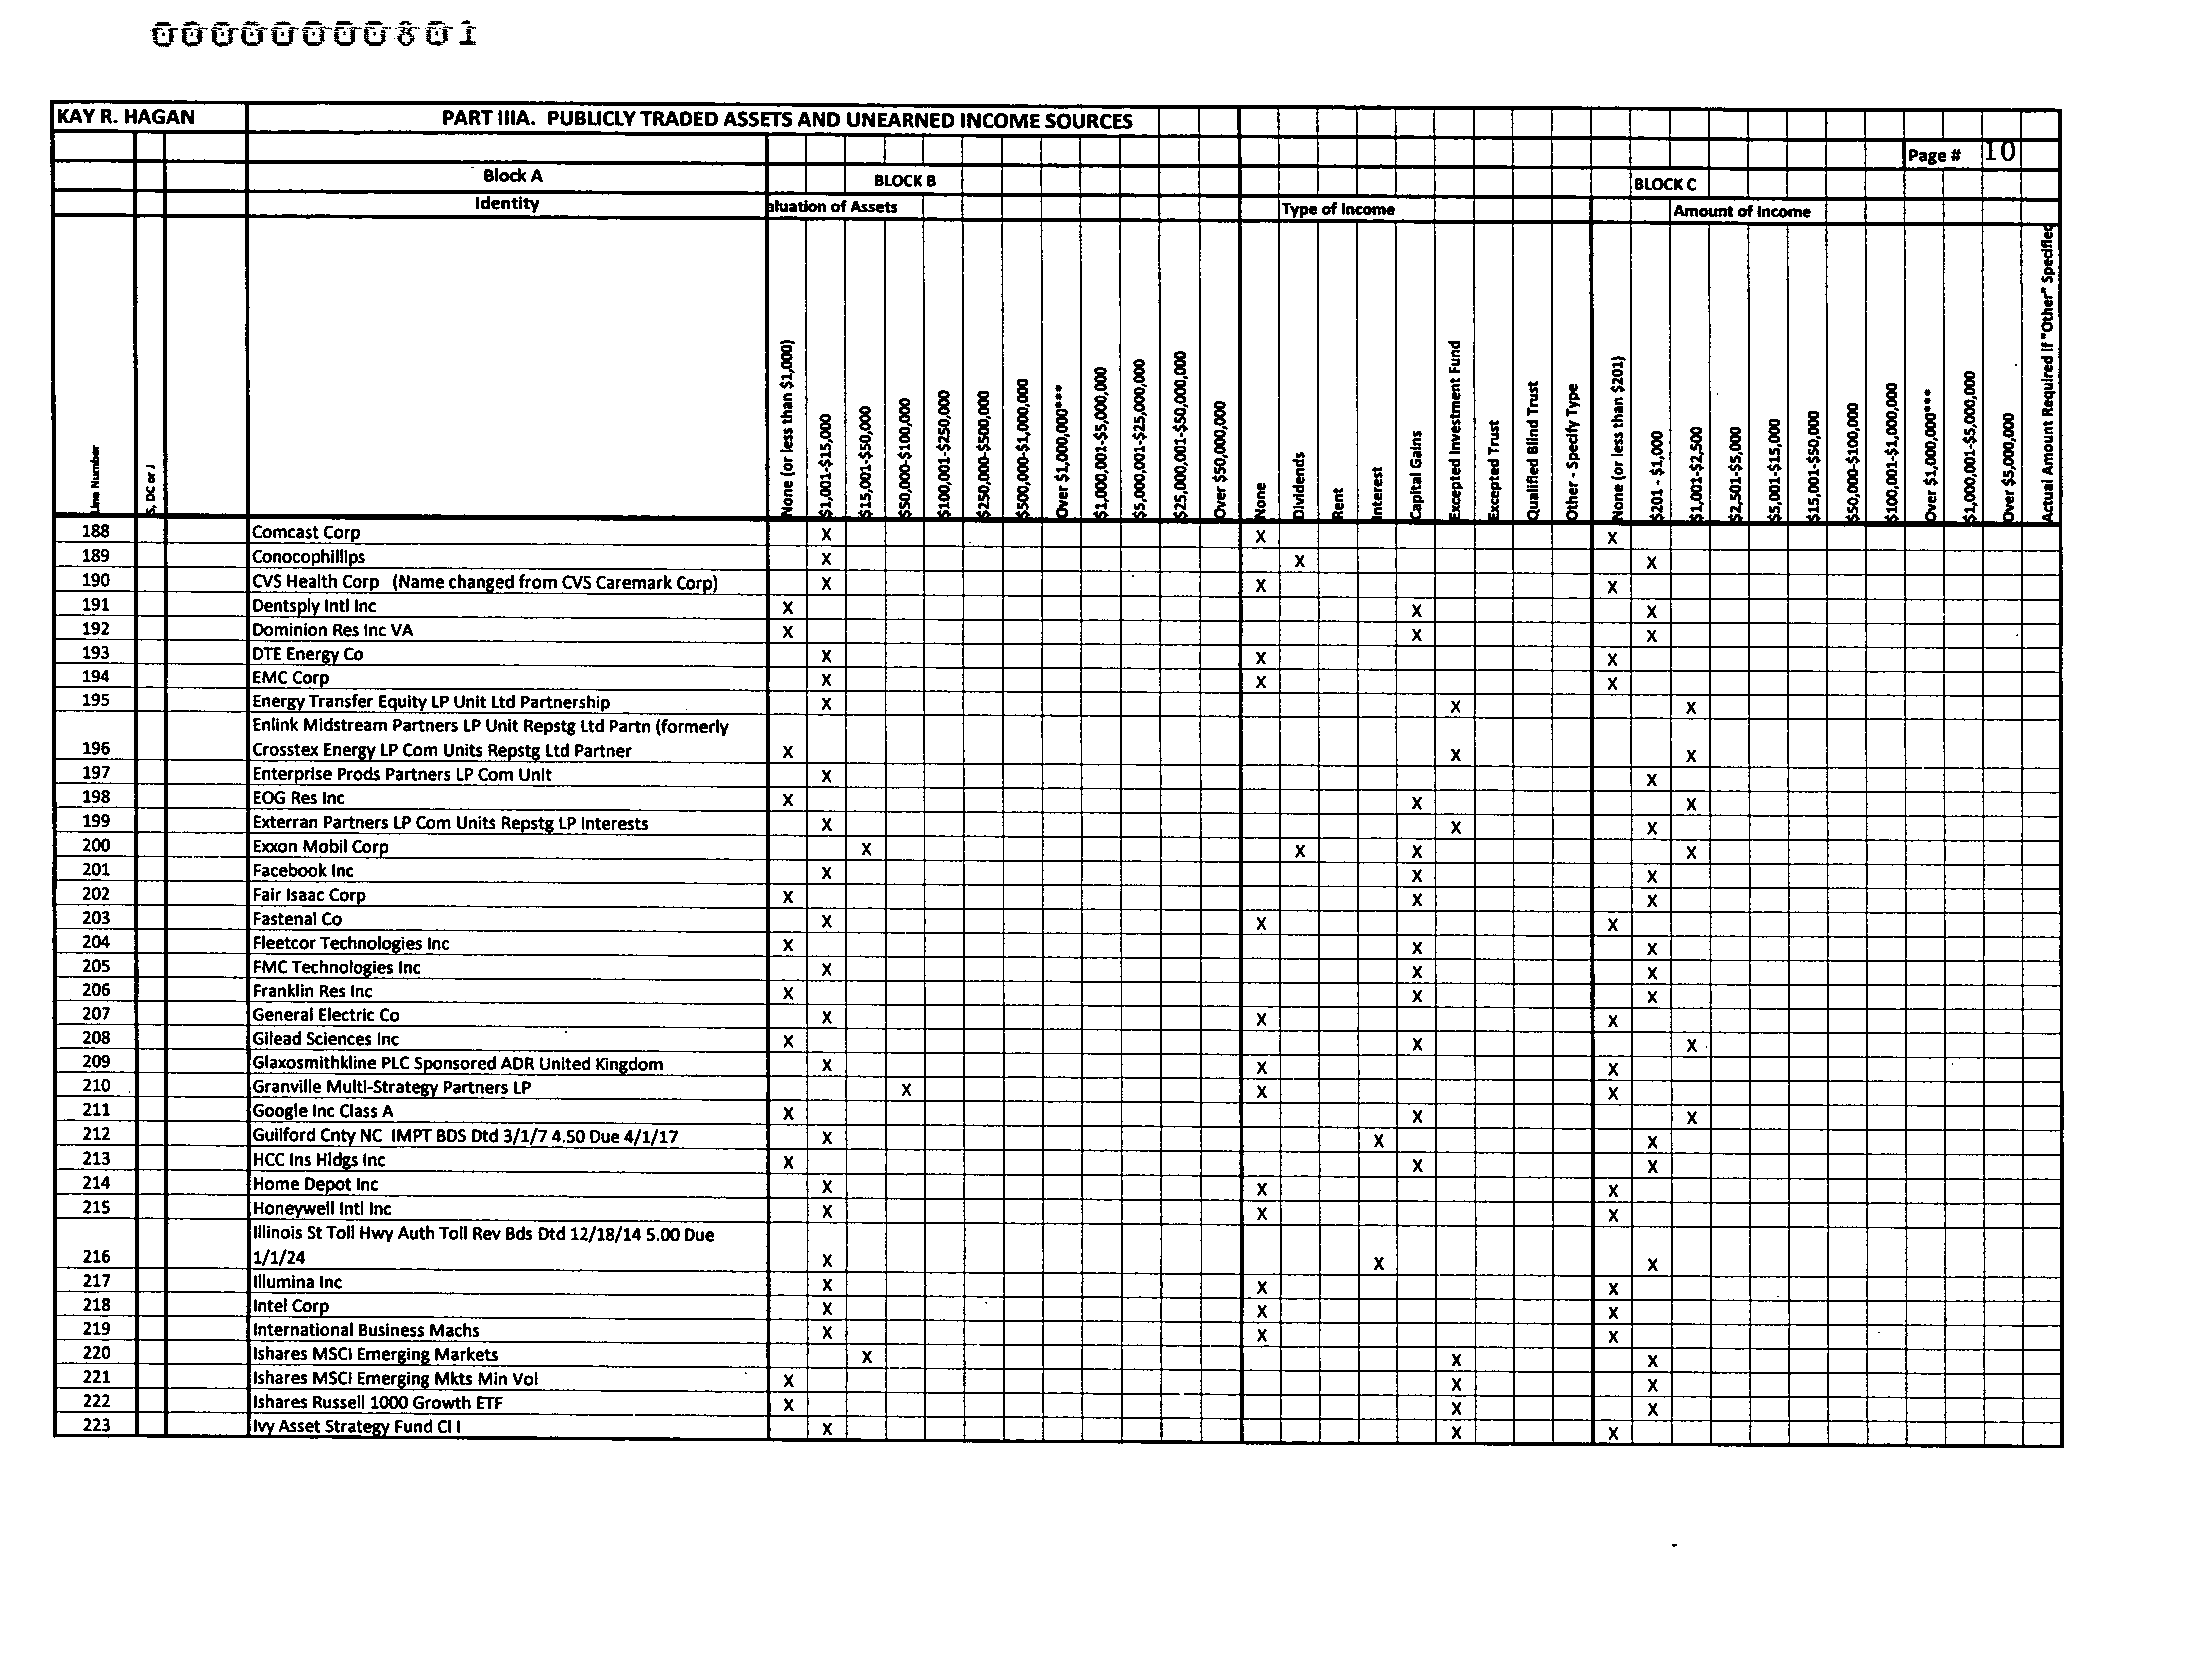 0000000801
KAY R. HAGAN PART IIIA. PUBLICLY TRADED ASSETS AND UNEARNED INCOME SOURCES
Page # 10
Block A BLOCK B BLOCK C
Identity aluation of Assets Type of Income Amount of Income
Line Number S, DC or J None (or less than $1,000) $1,001-$15,000 $15,001-$50,000 $50,000-$100,000 $100,001-$250,000 $250,000-$500,000 $500,000-$1,000,000 Over $1,000,000*** $1,000,001-$5,000,000 $5,000,001-$25,000,000 $25,000,001-$50,000,000 Over $50,000,000 None Dividends Rent Interest Capital Gains Excepted Investment Fund Excepted Trust Qualified Blind Trust Other - Specify Type None (or less than $201) $201 - $1,000 $1,001-$2,500 $2,501-$5,000 $5,001-$15,000 $15,001-$50,000 $50,000-$100,000 $100,001-$1,000,000 Over $1,000,000*** $1,000,001-$5,000,000 Over $5,000,000 Actual Amount Required if "Other" Specified
188 Comcast Corp X X X
189 Conocophillips X X X
190 CVS Health Corp (Name changed from CVS Caremark Corp) X X X
191 Dentsply Intl Inc X X X
192 Dominion Res Inc VA X X X
193 DTE Energy Co X X X
194 EMC Corp X X X
195 Energy Transfer Equity LP Unit Ltd Partnership X X X
Enlink Midstream Partners LP Unit Repstg Ltd Partn (formerly
196 Crosstex Energy LP Com Units Repstg Ltd Partner X X X
197 Enterprise Prods Partners LP Com Unit X X
198 EOG Res Inc X X X
199 Exterran Partners LP Com Units Repstg LP Interests X X X
200 Exxon Mobil Corp X X X X
201 Facebook Inc X X X
202 Fair Isaac Corp X X X
203 Fastenal Co X X X
204 Fleetcor Technologies Inc X X X
205 FMC Technologies Inc X X X
206 Franklin Res Inc X X X
207 General Electric Co X X X
208 Gilead Sciences Inc X X X
209 Glaxosmithkline PLC Sponsored ADR United Kingdom X X X
210 Granville Multi-Strategy Partners LP X X X
211 Google Inc Class A X X X
212 Guilford Cnty NC IMPT BDS Dtd 3/1/7 4.50 Due 4/1/17 X X X
213 HCC Ins Hldgs Inc X X X
214 Home Depot Inc X X X
215 Honeywell Intl Inc X X X
Illinois St Toll Hwy Auth Toll Rev Bds Dtd 12/18/14 5.00 Due
216 1/1/24 X X X
217 Illumina Inc X X X
218 Intel Corp X X X
219 International Business Machs X X X
220 Ishares MSCI Emerging Markets X X X
221 Ishares MSCI Emerging Mkts Min Vol X X X
222 Ishares Russell 1000 Growth ETF X X X
223 Ivy Asset Strategy Fund Cl I X X X